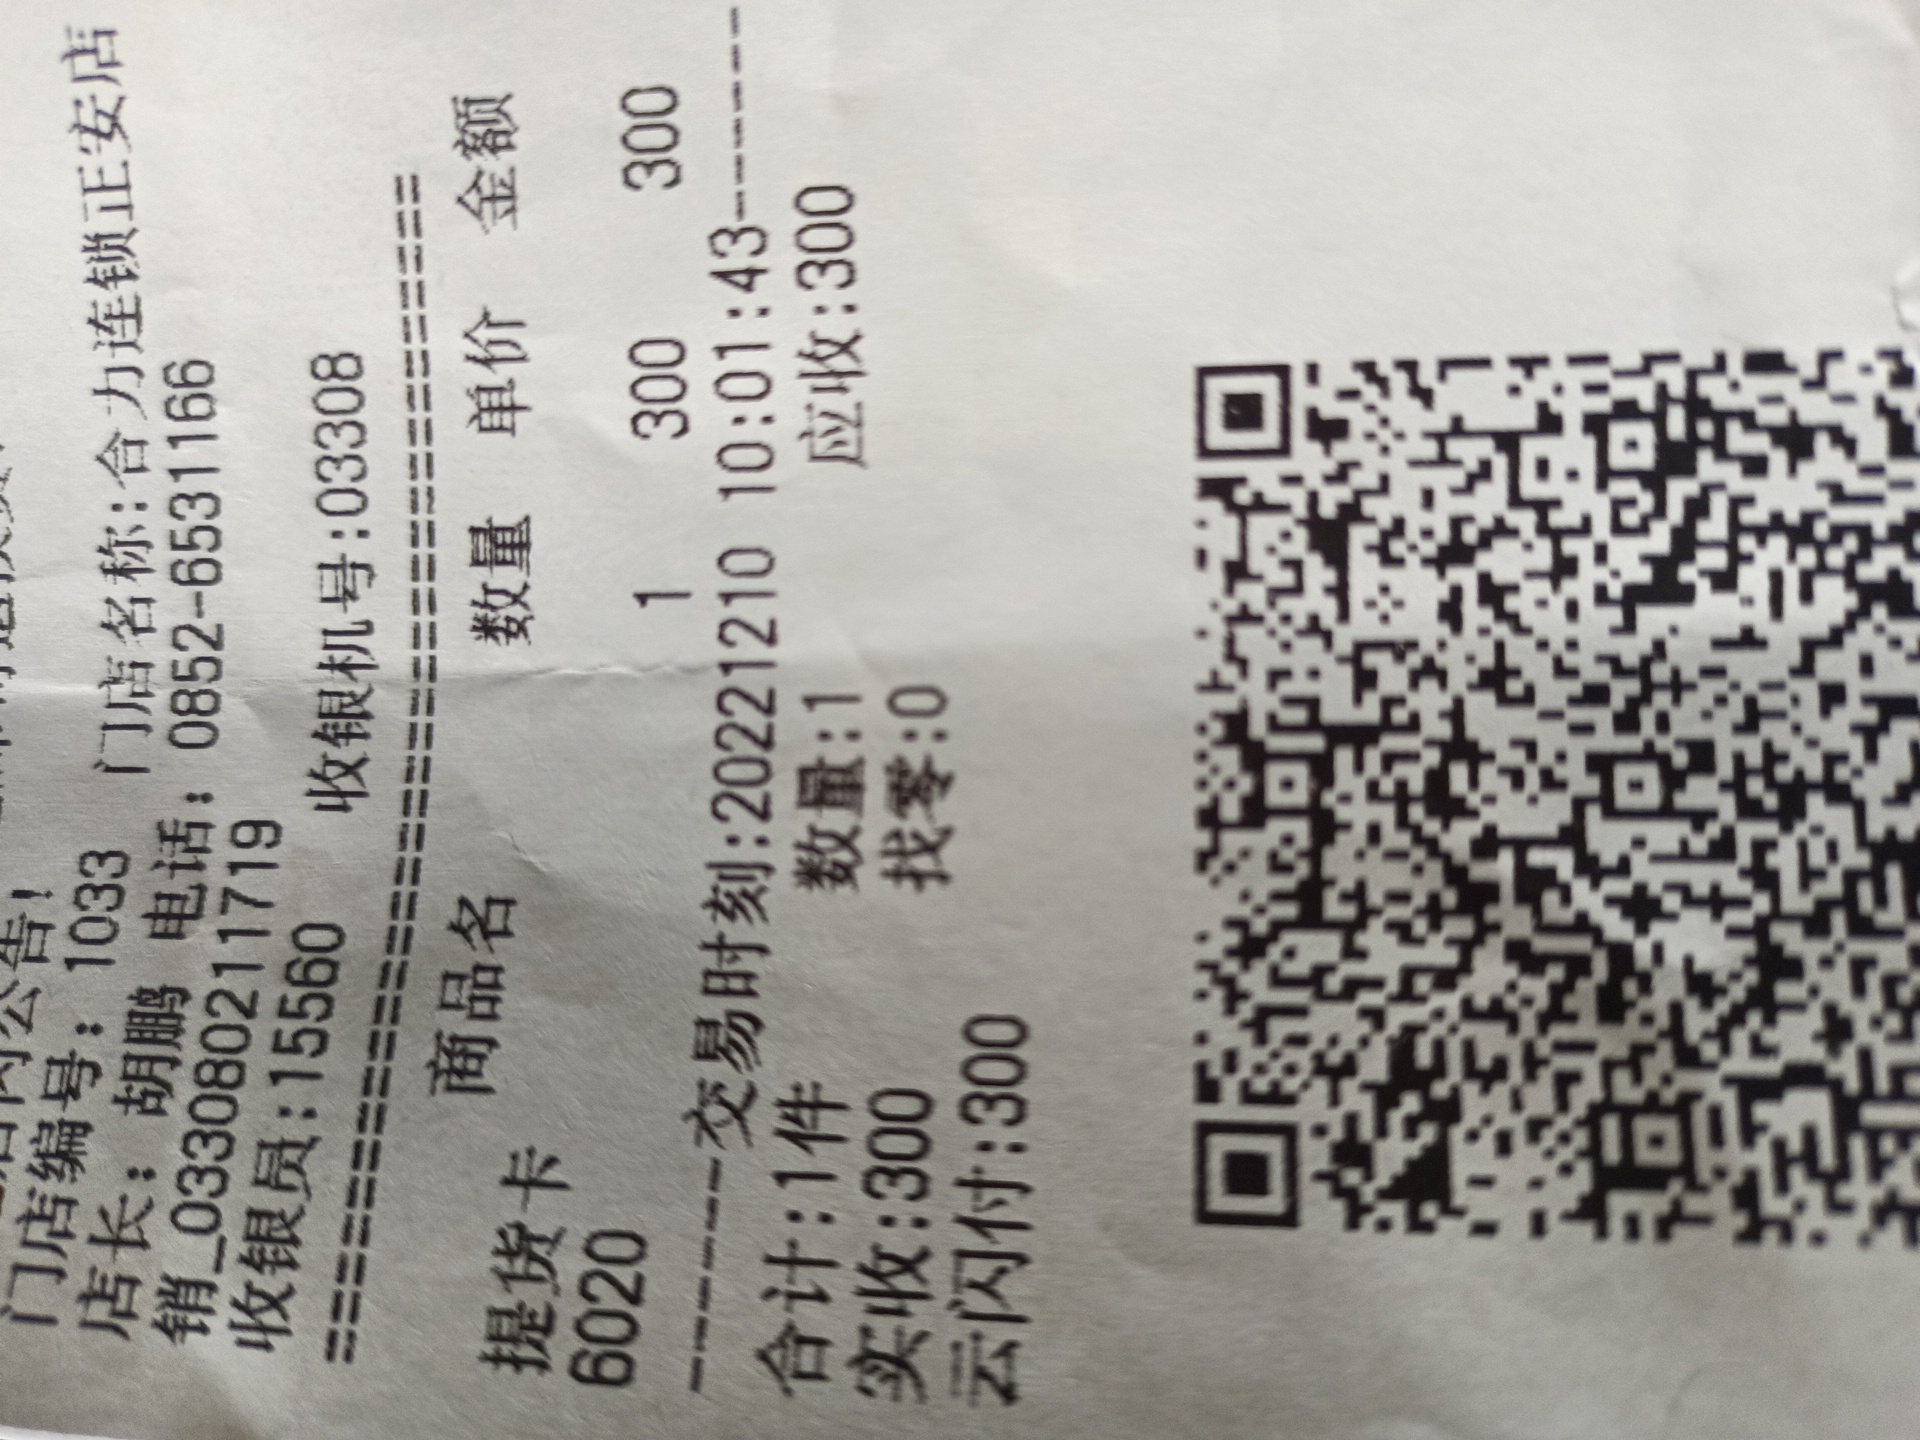 门店编号: 1033 门店名称:合力连锁正安店
店长: 胡鹏 电话: 0852-6531166
销_03308021 1719
收银员:15560 收银机号:03308
==========================================
商品名 数量 单价 金额
提货卡
6020 1 300 300
--------交易时刻:20221210 10:01:43--------
合计:1件 数量:1 应收:300
实收:300 找零:0
云闪付:300